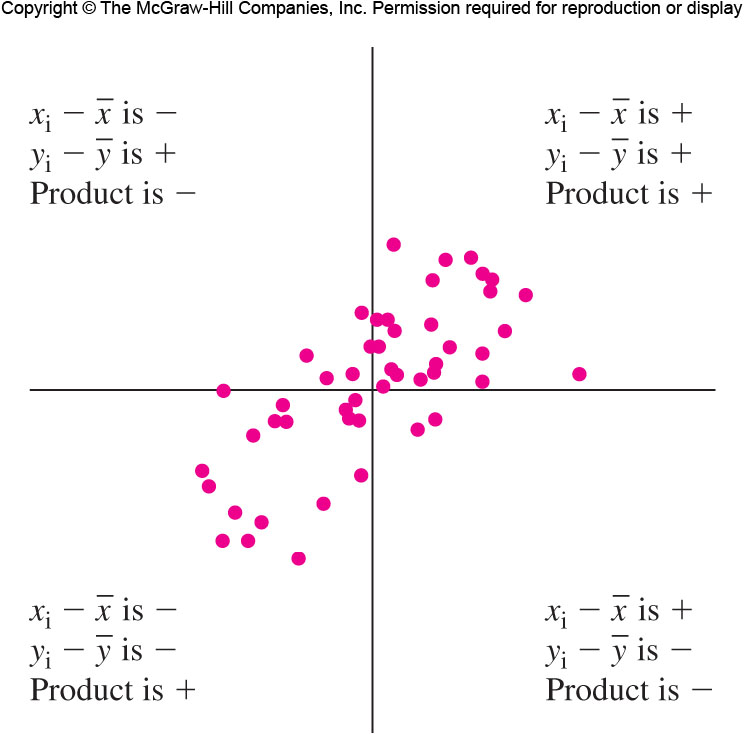 Copyright © The McGraw-Hill Companies, Inc. Permission required for reproduction or display
xᵢ − x̅ is −
yᵢ − y̅ is +
Product is −
xᵢ − x̅ is +
yᵢ − y̅ is +
Product is +
xᵢ − x̅ is −
yᵢ − y̅ is −
Product is +
xᵢ − x̅ is +
yᵢ − y̅ is −
Product is −